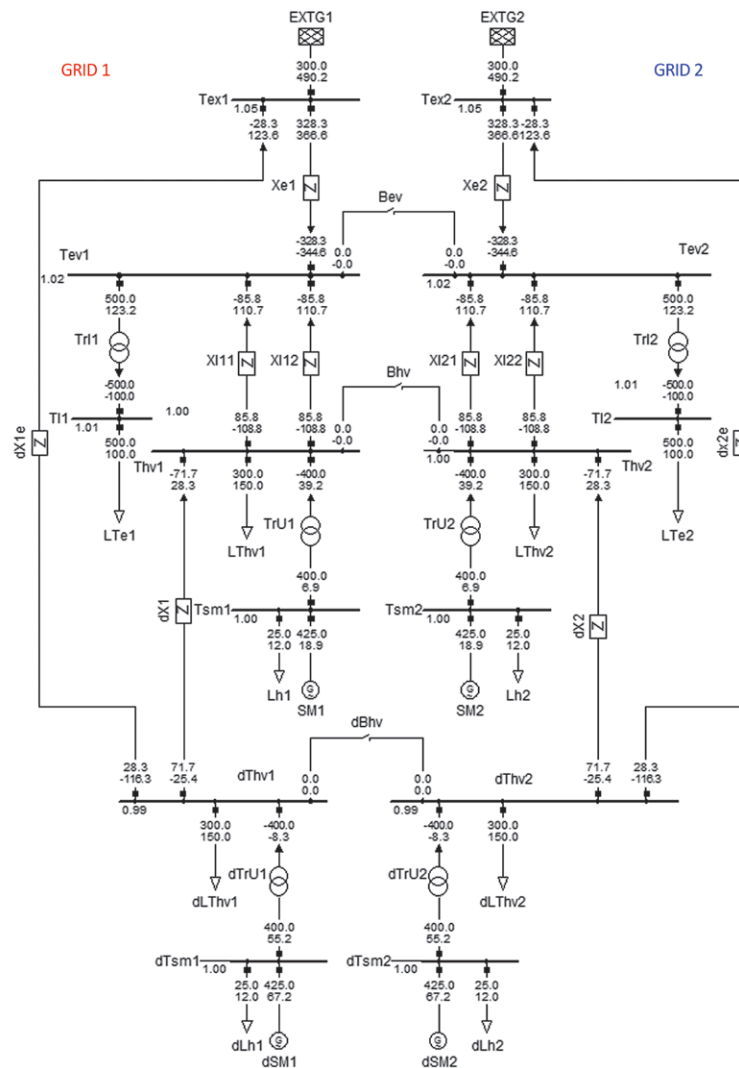 EXTG1
EXTG2
GRID 1
GRID 2
300.0
490.2
300.0
490.2
Tex1
1.05
Tex2
1.05
-28.3
123.6
328.3
366.6
328.3
366.6
-28.3
123.6
Xe1
Z
Xe2
Z
Bev
-328.3
-344.6
0.0
-0.0
0.0
-0.0
-328.3
-344.6
Tev1
1.02
Tev2
1.02
500.0
123.2
-85.8
110.7
-85.8
110.7
-85.8
110.7
-85.8
110.7
500.0
123.2
TrI1
XI11
Z
XI12
Z
XI21
Z
XI22
Z
TrI2
Bhv
-500.0
-100.0
1.01
-500.0
-100.0
TI1
1.01
1.00
TI2
dX1e
Z
dx2e
Z
500.0
100.0
85.8
-108.8
85.8
-108.8
0.0
-0.0
0.0
-0.0
85.8
-108.8
85.8
-108.8
500.0
100.0
Thv1
1.00
Thv2
-71.7
28.3
300.0
150.0
-400.0
39.2
-400.0
39.2
300.0
150.0
-71.7
28.3
LTe1
LThv1
TrU1
TrU2
LThv2
LTe2
400.0
6.9
400.0
6.9
dX1
Z
dX2
Z
Tsm1
1.00
Tsm2
1.00
25.0
12.0
425.0
18.9
425.0
18.9
25.0
12.0
Lh1
G
SM1
G
SM2
Lh2
dBhv
28.3
-116.3
71.7
-25.4
dThv1
0.0
0.0
0.0
0.0
dThv2
71.7
-25.4
28.3
-116.3
0.99
0.99
300.0
150.0
-400.0
-8.3
-400.0
-8.3
300.0
150.0
dLThv1
dTrU1
dTrU2
dLThv2
400.0
55.2
400.0
55.2
dTsm1
1.00
dTsm2
1.00
25.0
12.0
425.0
67.2
425.0
67.2
25.0
12.0
dLh1
G
dSM1
G
dSM2
dLh2